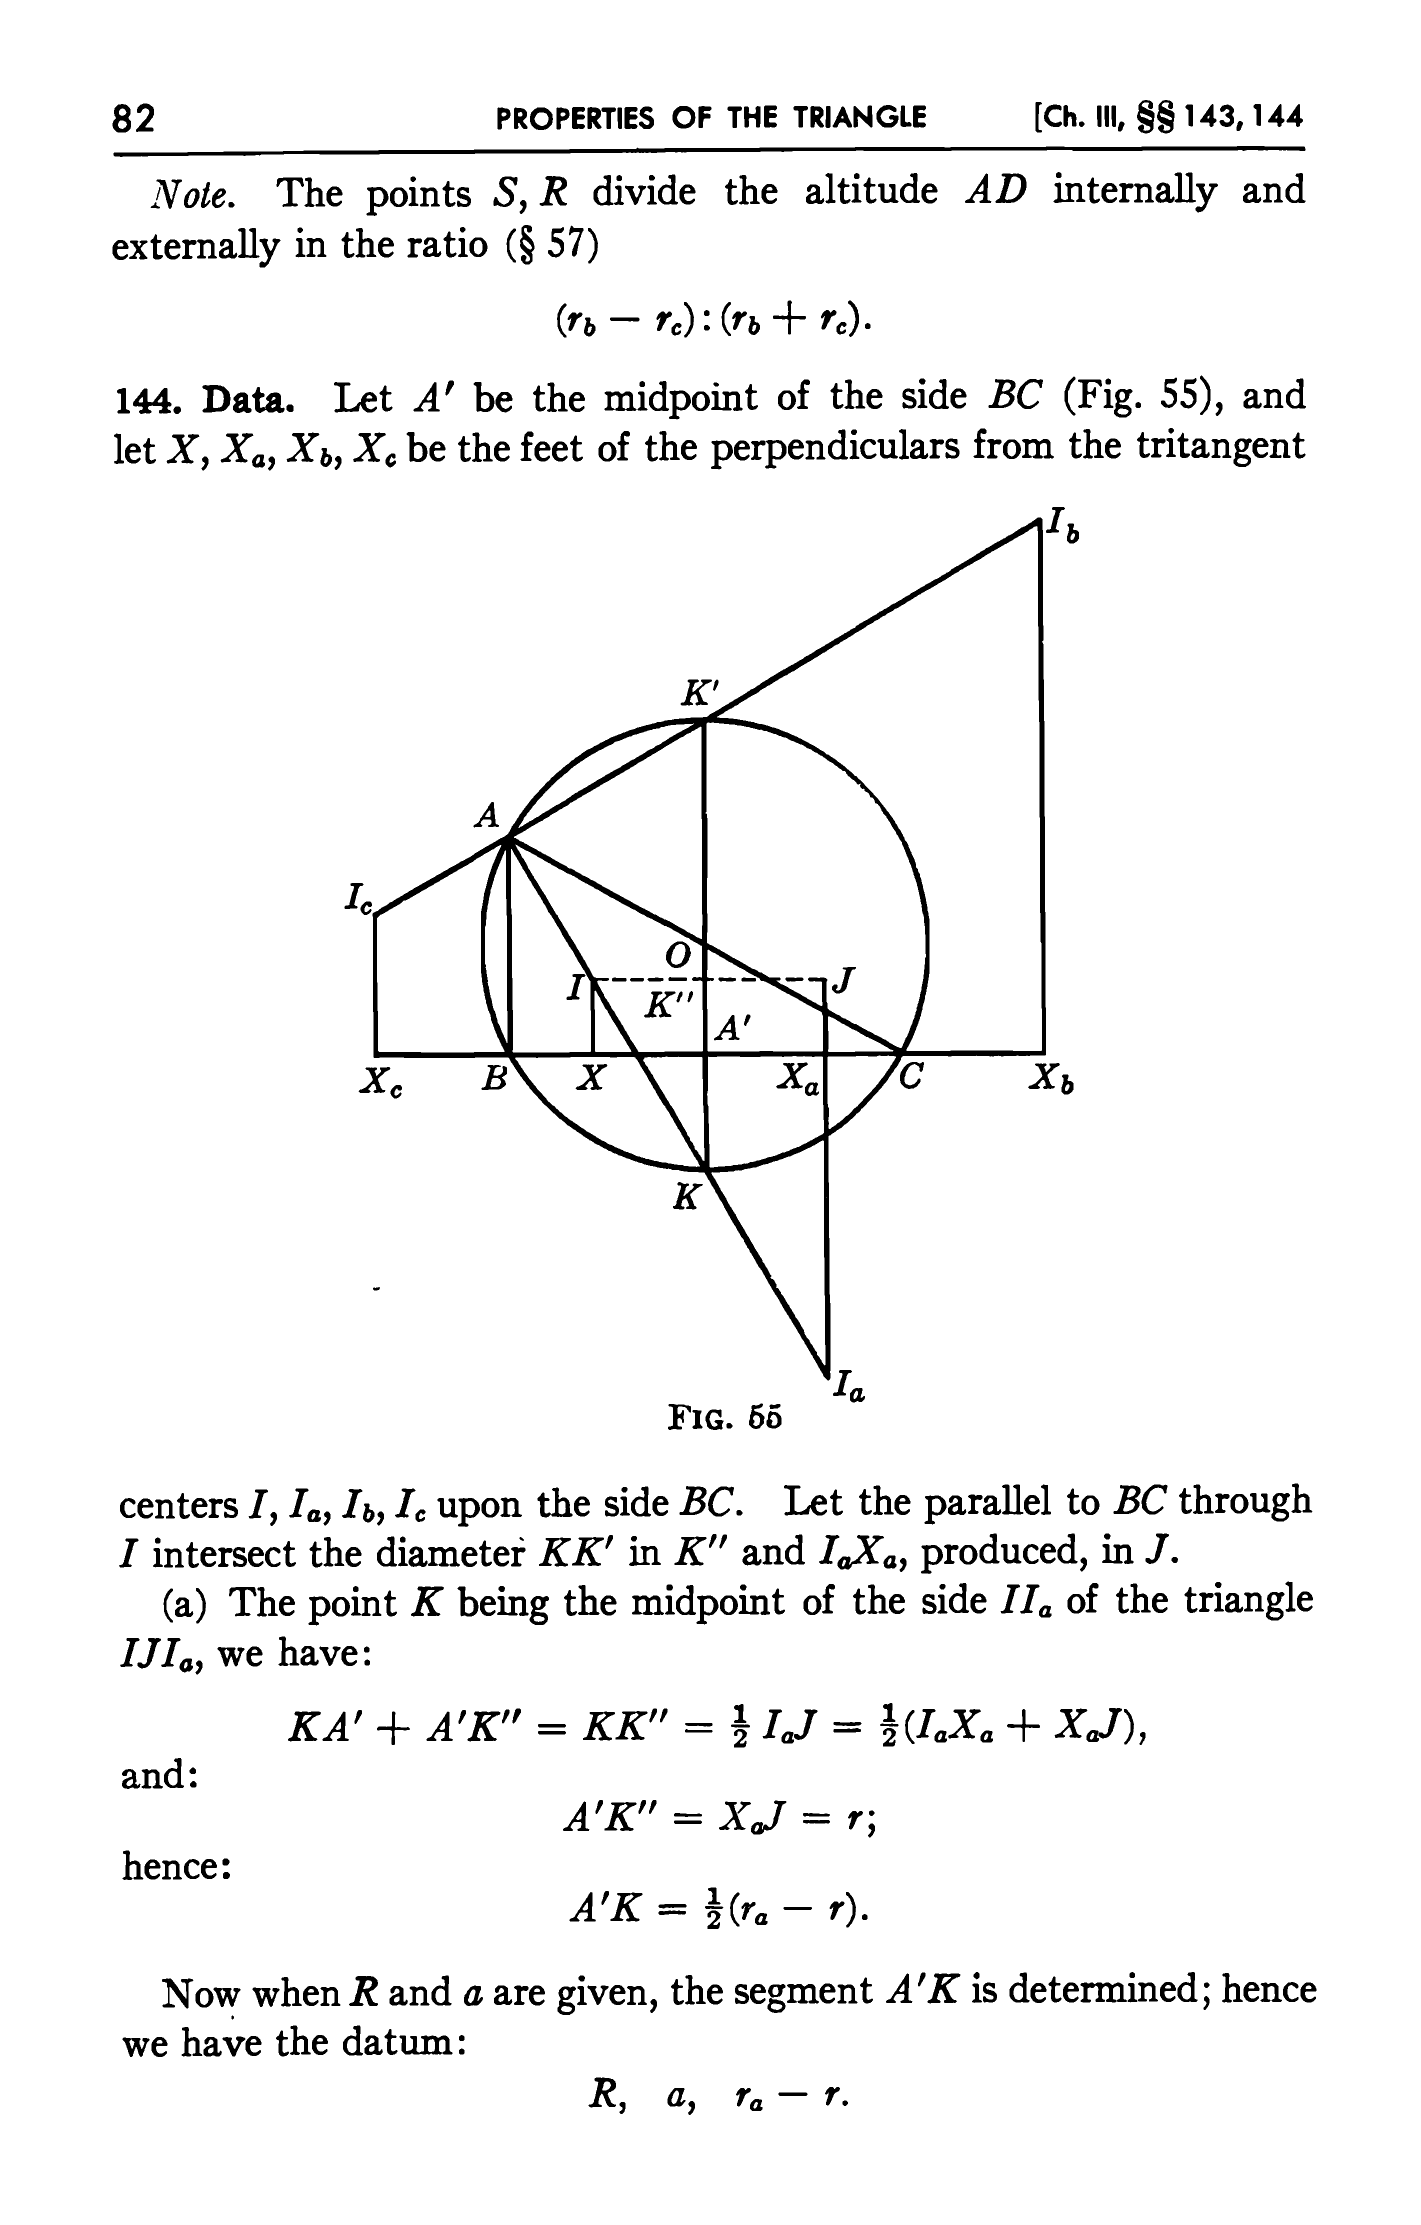 82 PROPERTIES OF THE TRIANGLE [Ch. III, §§ 143, 144
Note. The points S, R divide the altitude AD internally and
externally in the ratio (§ 57)
(r_b − r_c) : (r_b + r_c).
144. Data. Let A′ be the midpoint of the side BC (Fig. 55), and
let X, X_a, X_b, X_c be the feet of the perpendiculars from the tritangent
I_b
K′
A
I_c
O
I J
K″
A′
X_c B X X_a C X_b
K
I_a
FIG. 55
centers I, I_a, I_b, I_c upon the side BC. Let the parallel to BC through
I intersect the diameter KK′ in K″ and I_aX_a, produced, in J.
(a) The point K being the midpoint of the side II_a of the triangle
IJI_a, we have:
KA′ + A′K″ = KK″ = ½ I_aJ = ½(I_aX_a + X_aJ),
and:
A′K″ = X_aJ = r;
hence:
A′K = ½(r_a − r).
Now when R and a are given, the segment A′K is determined; hence
we have the datum:
R, a, r_a − r.